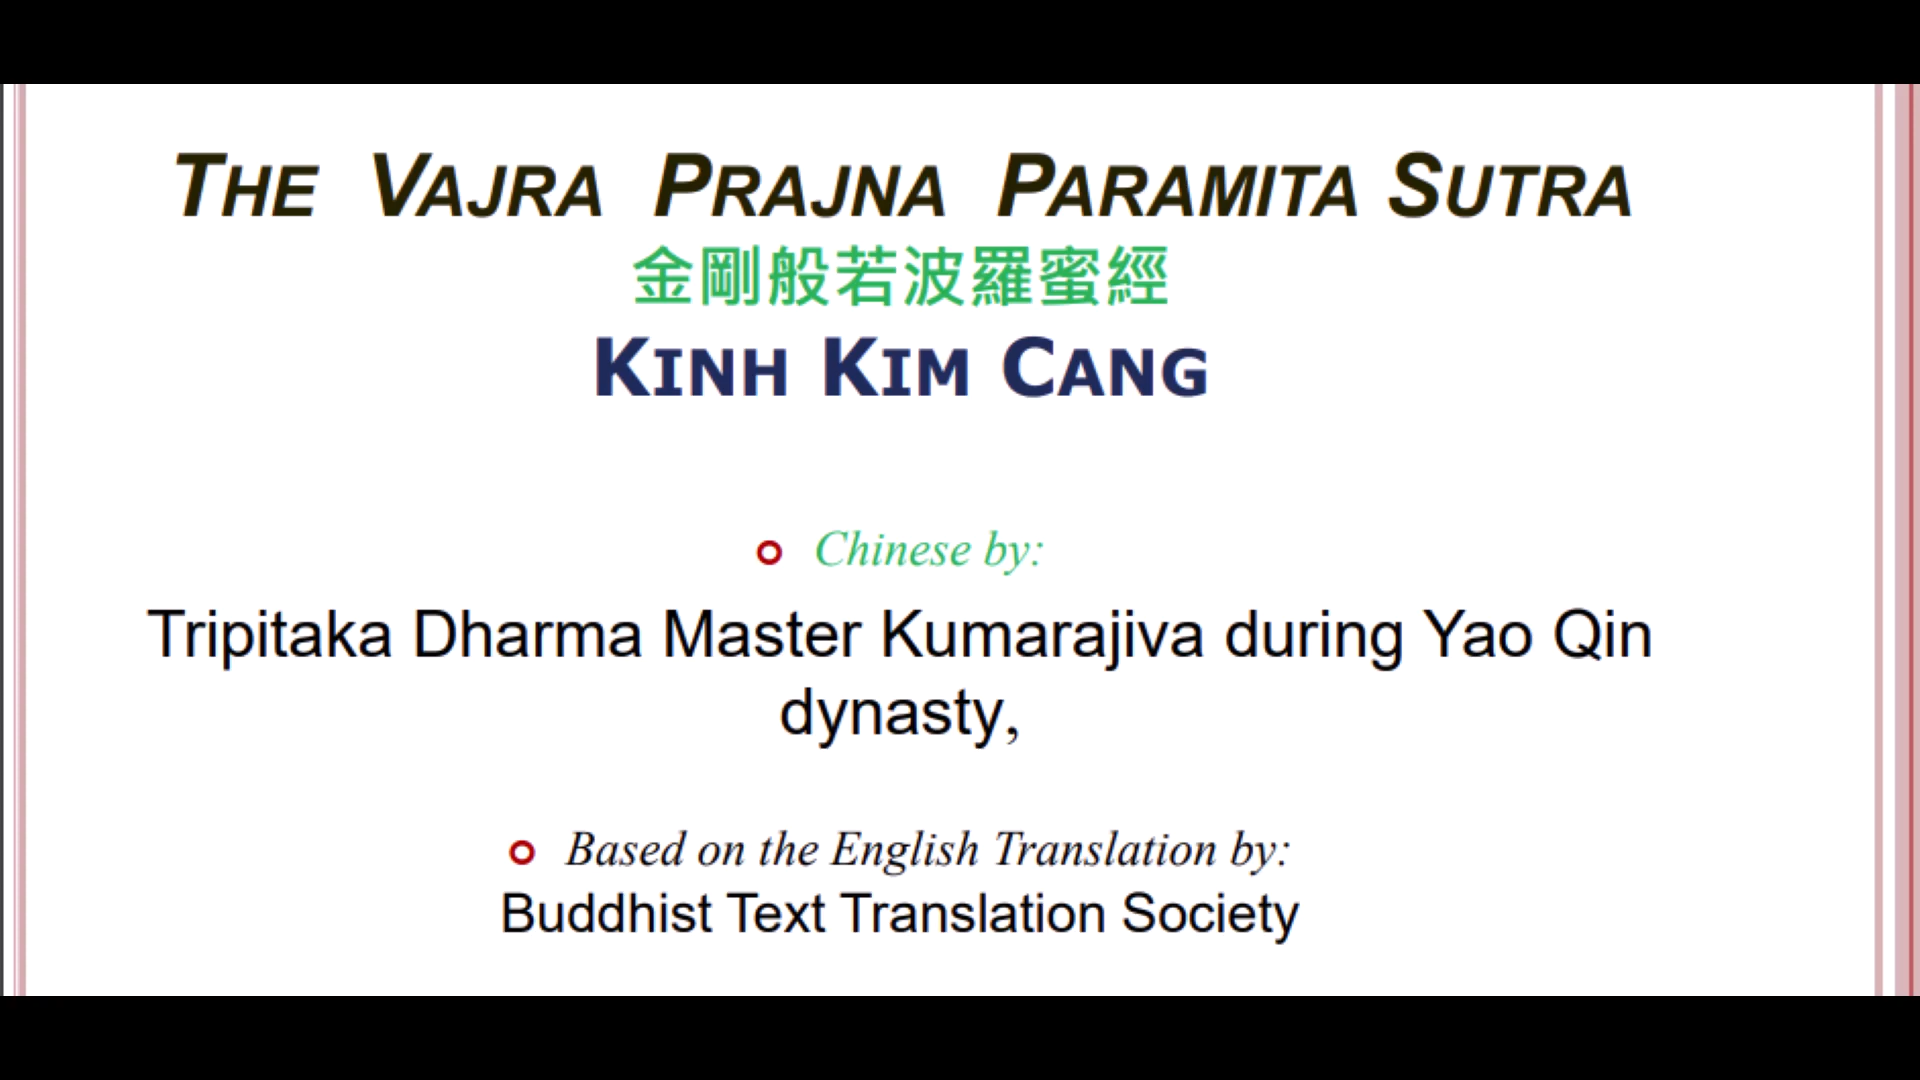 THE VAJRA PRAJNA PARAMITA SUTRA
金剛般若波羅蜜經
KINH KIM CANG
Chinese by:
Tripitaka Dharma Master Kumarajiva during Yao Qin
dynasty,
Based on the English Translation by:
Buddhist Text Translation Society